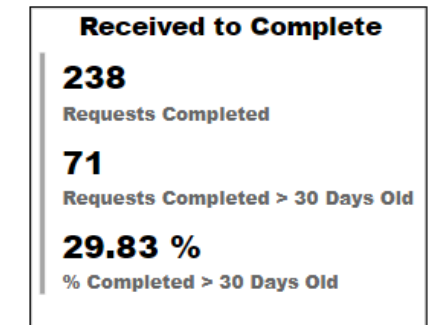 Received to Complete
238
Requests Completed
71
Requests Completed > 30 Days Old
29.83 %
% Completed > 30 Days Old